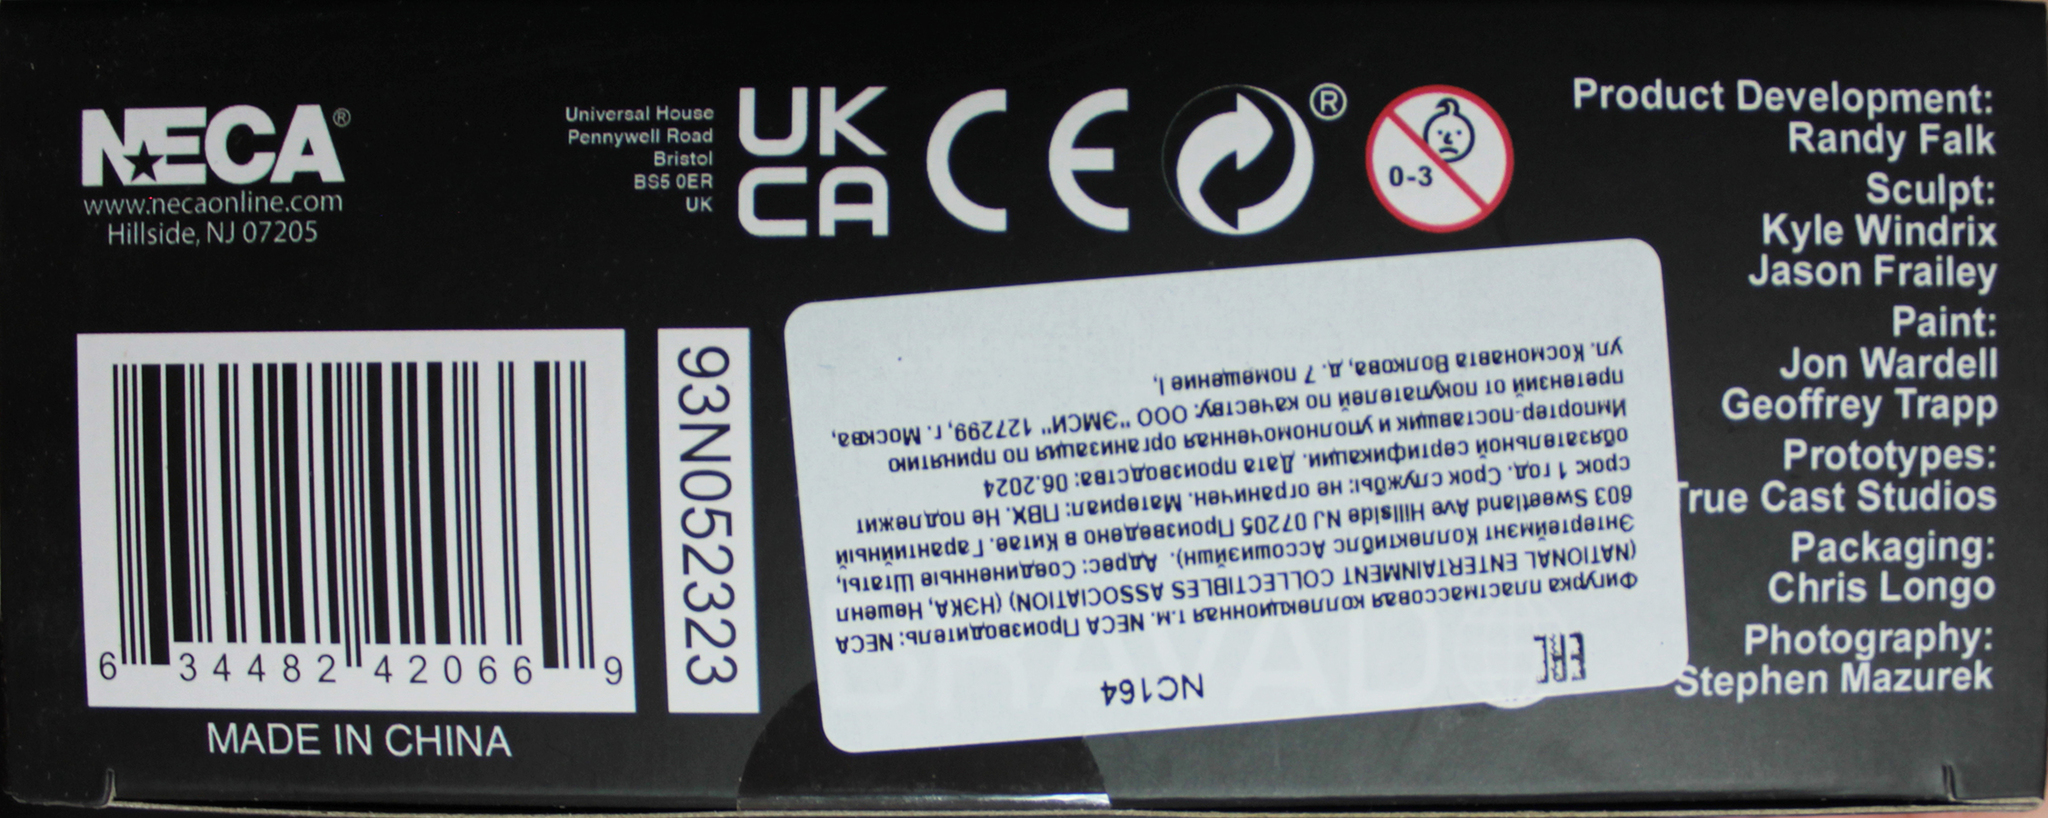 NECA®
www.necaonline.com
Hillside, NJ 07205
Universal House
Pennywell Road
Bristol
BS5 0ER
UK
UK
CA
CE
®
0-3
Product Development:
Randy Falk
Sculpt:
Kyle Windrix
Jason Frailey
Paint:
Jon Wardell
Geoffrey Trapp
Prototypes:
True Cast Studios
Packaging:
Chris Longo
Photography:
Stephen Mazurek
6 34482 42066 9
MADE IN CHINA
93N052323
NC164
EAC
Фигурка пластмассовая коллекционная т.м. NECA Производитель: NECA
(NATIONAL ENTERTAINMENT COLLECTIBLES ASSOCIATION) (НЭКА, Нешенл
Энтертеймэнт Коллектиблс Ассошиэйшн). Адрес: Соединенные Штаты,
603 Sweetland Ave Hillside NJ 07205 Произведено в Китае. Гарантийный
срок 1 год. Срок службы: не ограничен. Материал: ПВХ. Не подлежит
обязательной сертификации. Дата производства: 06.2024
Импортер-поставщик и уполномоченная организация по принятию
претензий от покупателей по качеству: ООО "ЭМСИ" 127299, г. Москва,
ул. Космонавта Волкова, д. 7 помещение I,